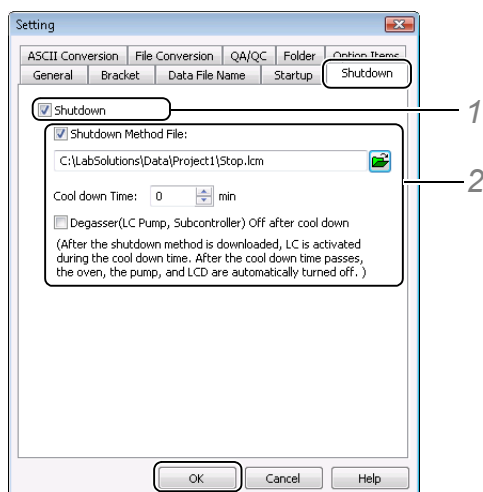 Setting
ASCII Conversion File Conversion QA/QC Folder Option Items
General Bracket Data File Name Startup Shutdown
Shutdown
1
Shutdown Method File:
C:\LabSolutions\Data\Project1\Stop.lcm
2
Cool down Time: 0 min
Degasser(LC Pump, Subcontroller) Off after cool down
(After the shutdown method is downloaded, LC is activated
during the cool down time. After the cool down time passes,
the oven, the pump, and LCD are automatically turned off. )
OK Cancel Help